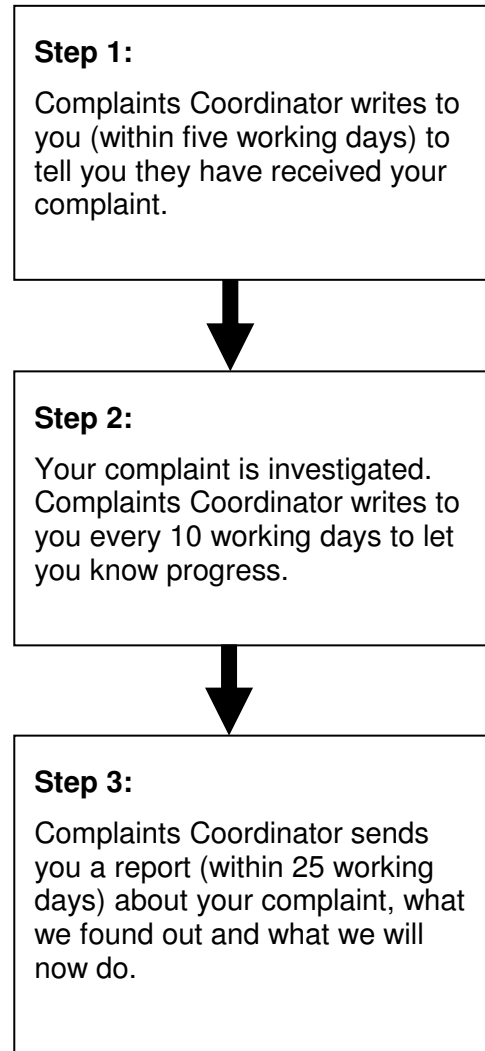 Step 1:
Complaints Coordinator writes to
you (within five working days) to
tell you they have received your
complaint.
Step 2:
Your complaint is investigated.
Complaints Coordinator writes to
you every 10 working days to let
you know progress.
Step 3:
Complaints Coordinator sends
you a report (within 25 working
days) about your complaint, what
we found out and what we will
now do.